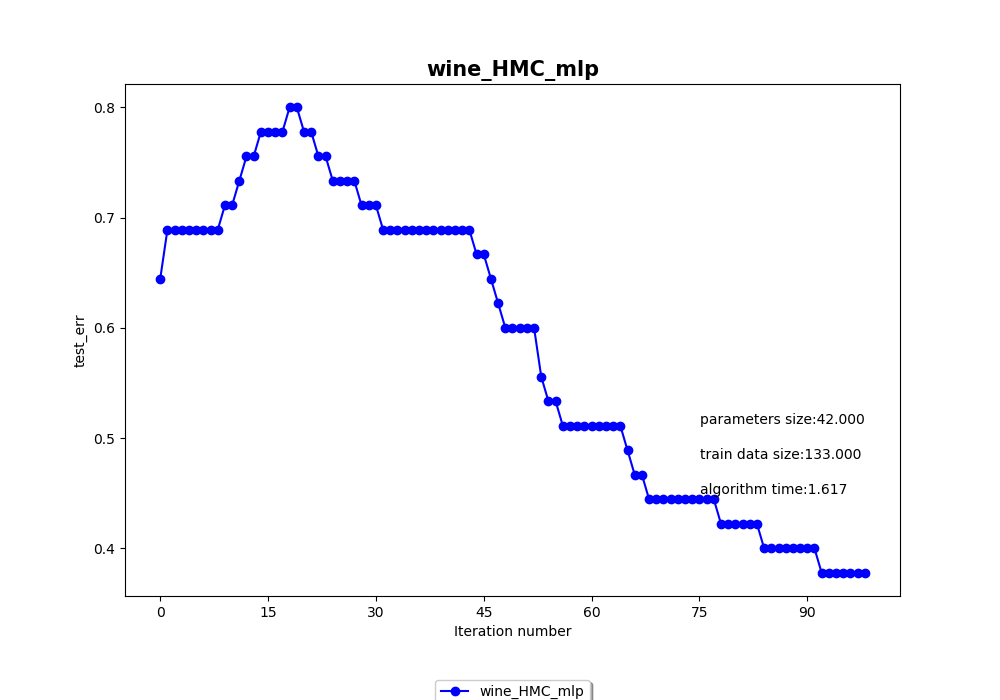 wine_HMC_mlp
0.8
0.7
0.6
0.5
0.4
test_err
parameters size:42.000
train data size:133.000
algorithm time:1.617
0 15 30 45 60 75 90
Iteration number
wine_HMC_mlp